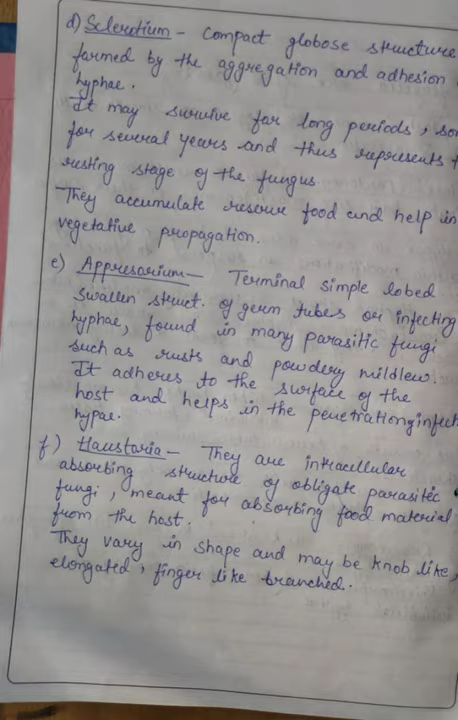 d) Sclerotium - Compact globose structure
formed by the aggregation and adhesion
hyphae.
It may survive for long periods, so
for several years and thus represents t
resting stage of the fungus.
They accumulate reserve food and help in
vegetative propagation.
e) Appresorium - Terminal simple lobed
swallen struct. of germ tubes or infecting
hyphae, found in many parasitic fungi
such as rusts and powdery mildew.
It adheres to the surface of the
host and helps in the penetrationginfect
hypae.
f) Haustoria - They are intracellular
absorbing structure of obligate parasitic
fungi, meant for absorbing food material
from the host.
They vary in shape and may be knob like,
elongated, finger like branched.